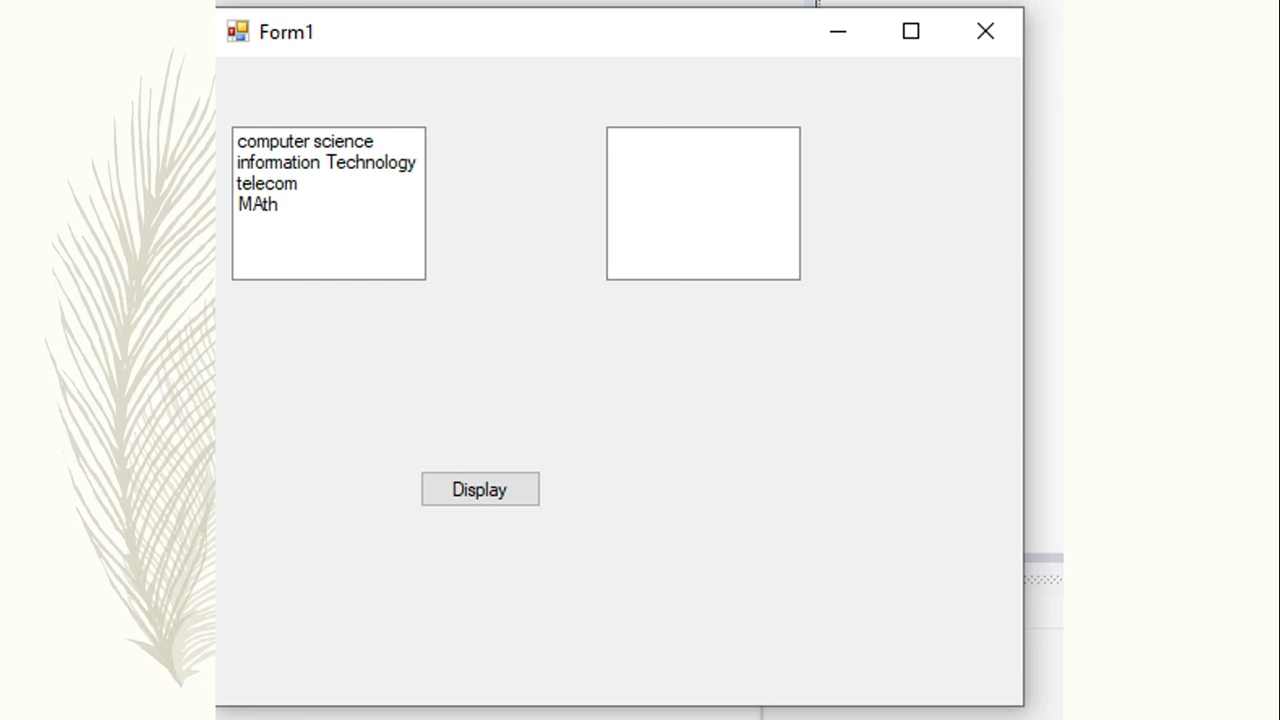 Form1
computer science
information Technology
telecom
MAth
Display